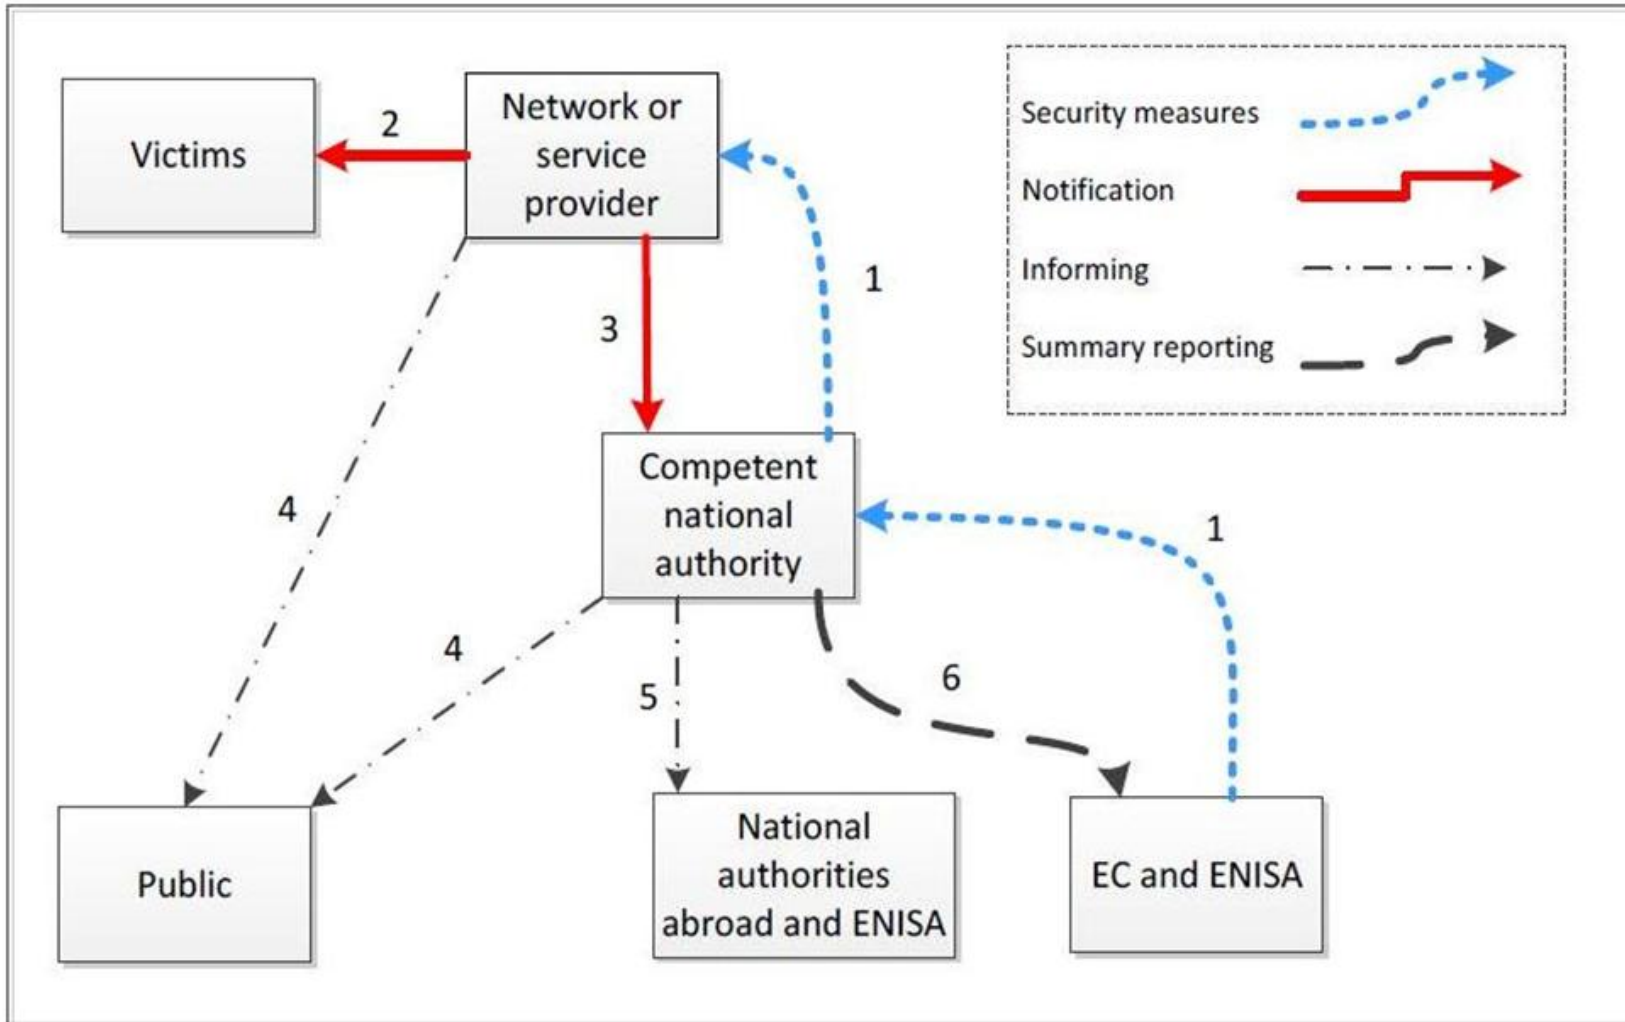 Victims
2
Network or
service
provider
1
3
4
Competent
national
authority
1
4
5
6
Public
National
authorities
abroad and ENISA
EC and ENISA
Security measures
Notification
Informing
Summary reporting